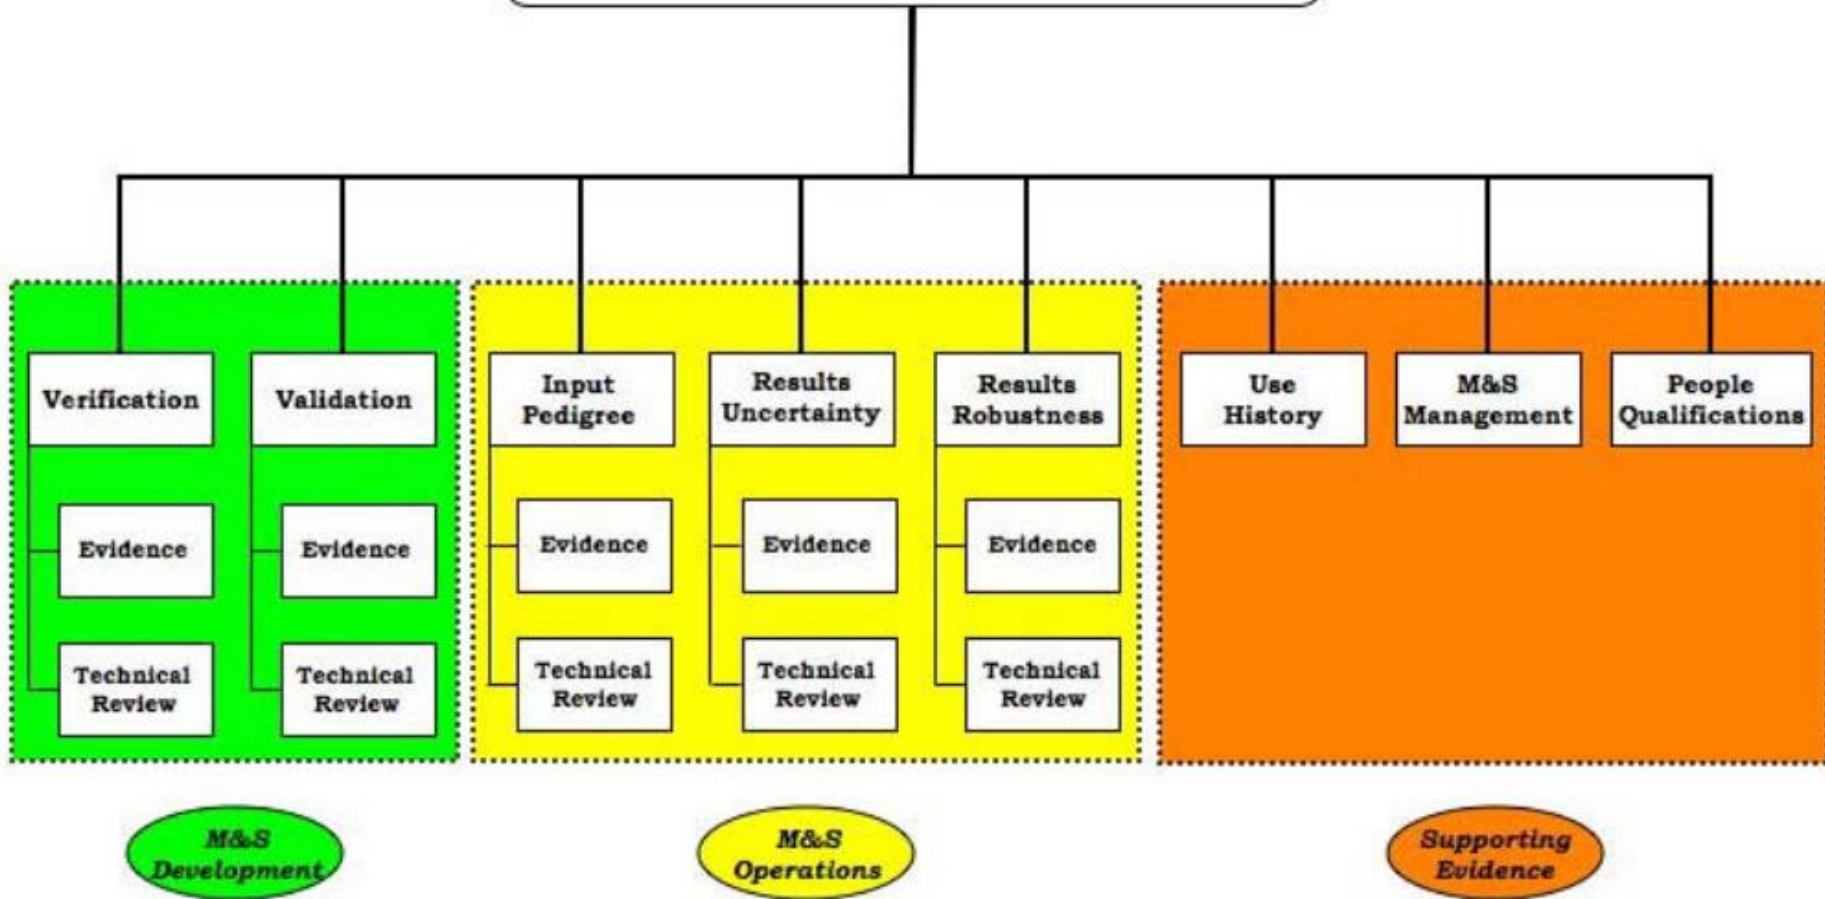 Verification
Validation
Input
Pedigree
Results
Uncertainty
Results
Robustness
Use
History
M&S
Management
People
Qualifications
Evidence
Evidence
Evidence
Evidence
Evidence
Technical
Review
Technical
Review
Technical
Review
Technical
Review
Technical
Review
M&S
Development
M&S
Operations
Supporting
Evidence